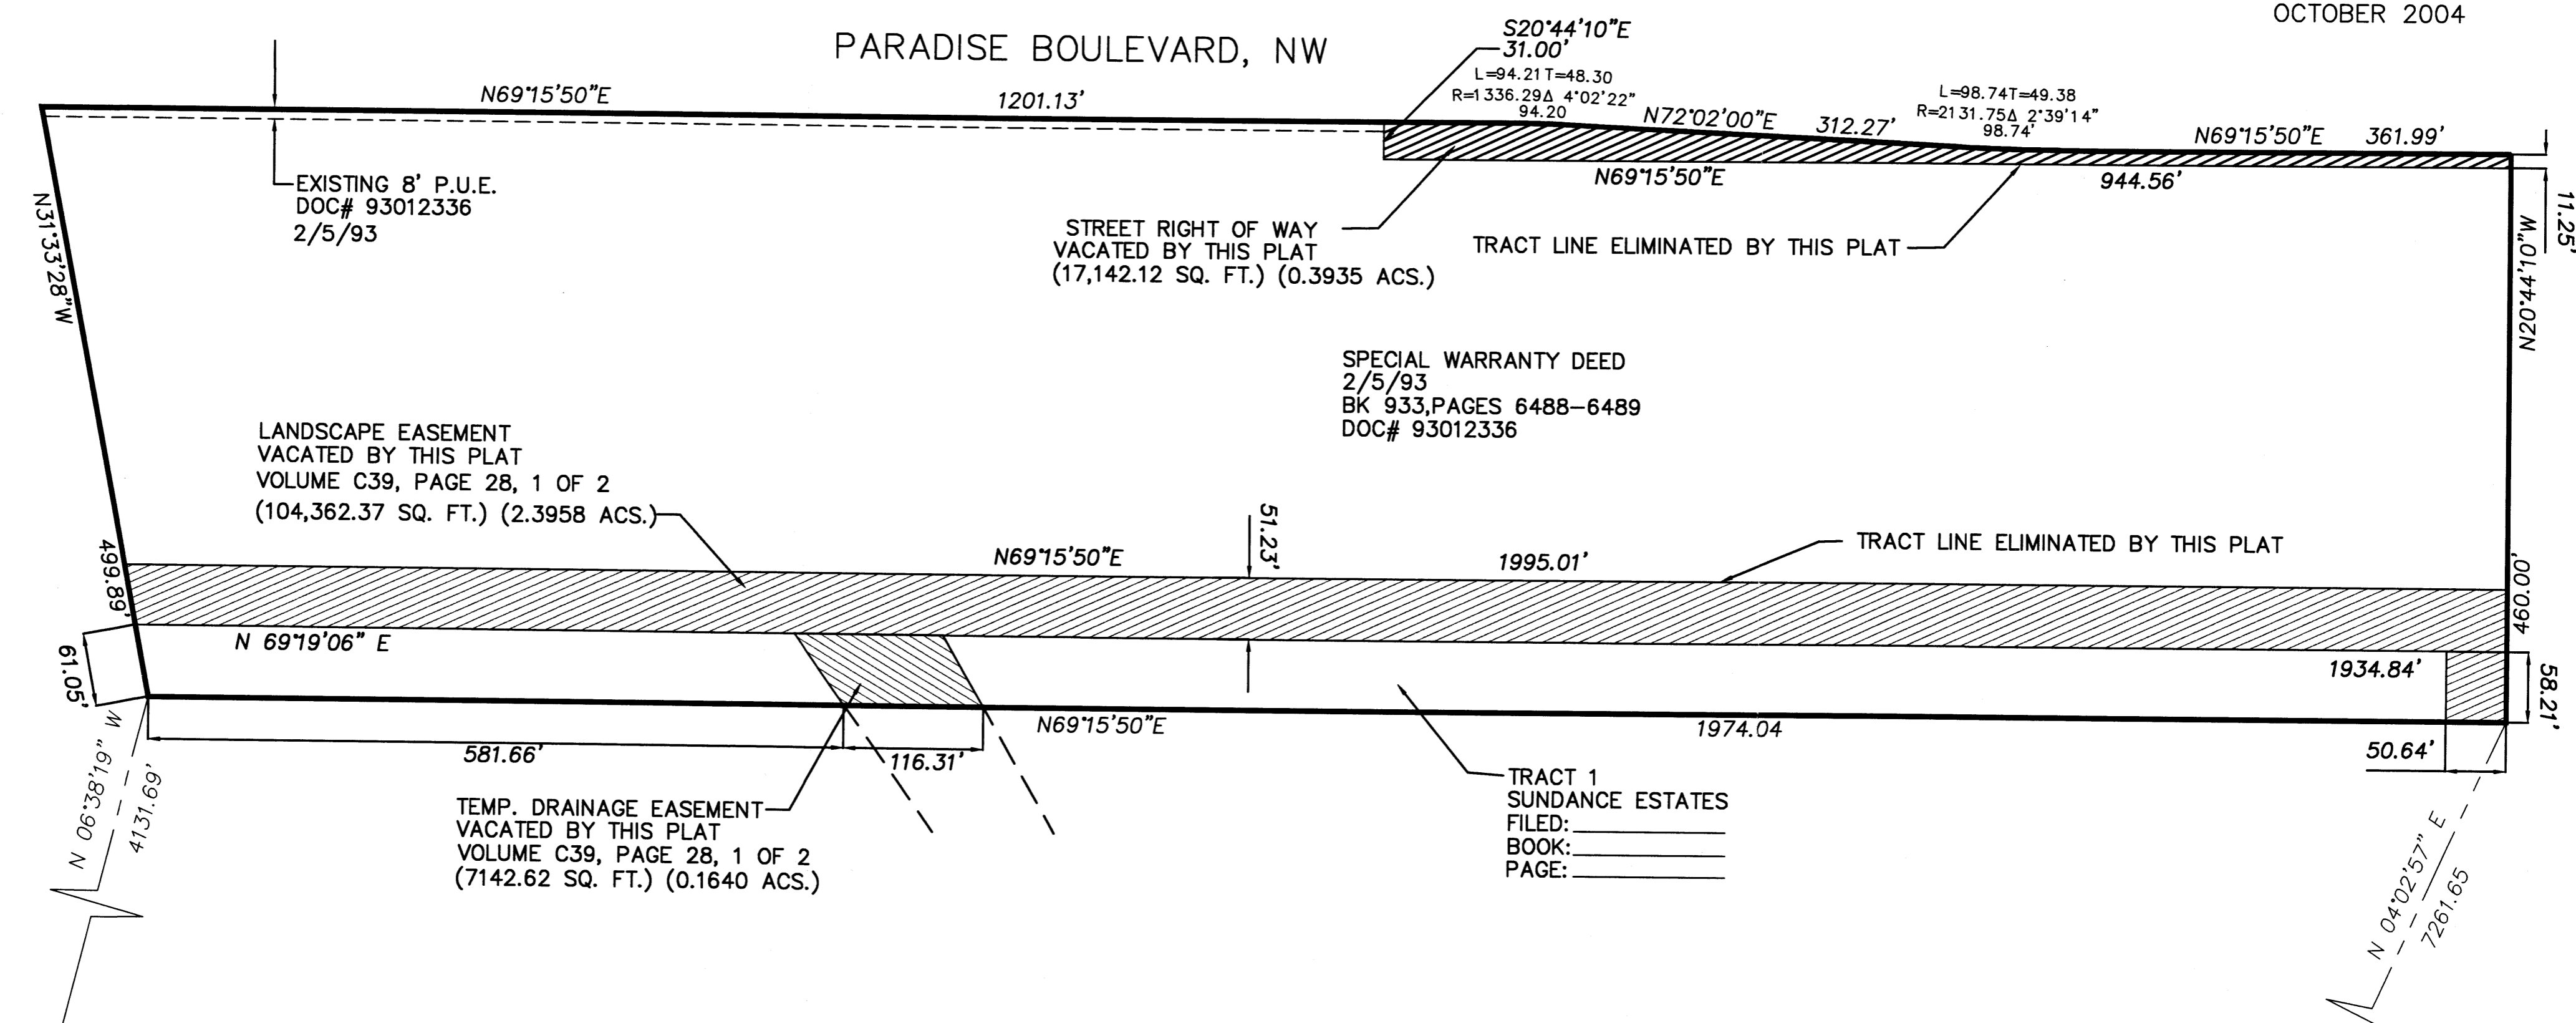 OCTOBER 2004
PARADISE BOULEVARD, NW
S20°44'10"E
31.00'
L=94.21 T=48.30
R=1336.29Δ 4°02'22"
94.20
L=98.74T=49.38
R=2131.75Δ 2°39'14"
98.74'
N69°15'50"E
1201.13'
N72°02'00"E
312.27'
N69°15'50"E
361.99'
N69°15'50"E
944.56'
11.25'
N20°44'10"W
460.00'
EXISTING 8' P.U.E.
DOC# 93012336
2/5/93
N31°33'28"W
499.89'
STREET RIGHT OF WAY
VACATED BY THIS PLAT
(17,142.12 SQ. FT.) (0.3935 ACS.)
TRACT LINE ELIMINATED BY THIS PLAT
SPECIAL WARRANTY DEED
2/5/93
BK 933,PAGES 6488-6489
DOC# 93012336
LANDSCAPE EASEMENT
VACATED BY THIS PLAT
VOLUME C39, PAGE 28, 1 OF 2
(104,362.37 SQ. FT.) (2.3958 ACS.)
51.23'
TRACT LINE ELIMINATED BY THIS PLAT
N69°15'50"E
1995.01'
N 69°19'06" E
1934.84'
61.05'
58.21'
N69°15'50"E
1974.04
581.66'
116.31'
50.64'
N 06°38'19" W
4131.69'
TEMP. DRAINAGE EASEMENT
VACATED BY THIS PLAT
VOLUME C39, PAGE 28, 1 OF 2
(7142.62 SQ. FT.) (0.1640 ACS.)
TRACT 1
SUNDANCE ESTATES
FILED:
BOOK:
PAGE:
N 04°02'57" E
7261.65